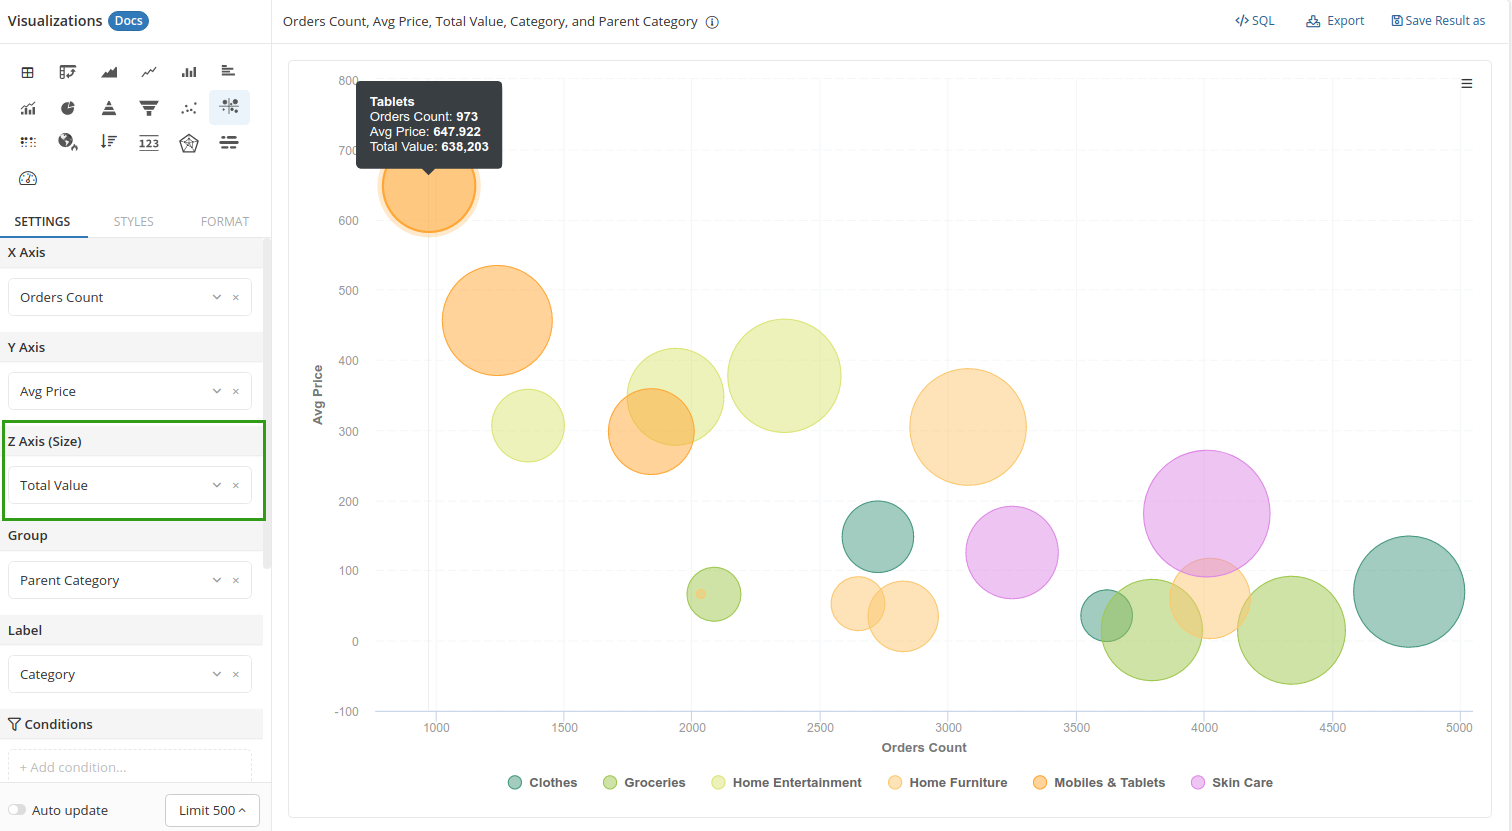 Visualizations Docs
123
SETTINGS STYLES FORMAT
X Axis
Orders Count
Y Axis
Avg Price
Z Axis (Size)
Total Value
Group
Parent Category
Label
Category
Conditions
+ Add condition...
Auto update
Limit 500
Orders Count, Avg Price, Total Value, Category, and Parent Category
</> SQL Export Save Result as
Tablets
Orders Count: 973
Avg Price: 647.922
Total Value: 638,203
Avg Price
800
700
600
500
400
300
200
100
0
-100
1000 1500 2000 2500 3000 3500 4000 4500 5000
Orders Count
Clothes Groceries Home Entertainment Home Furniture Mobiles & Tablets Skin Care